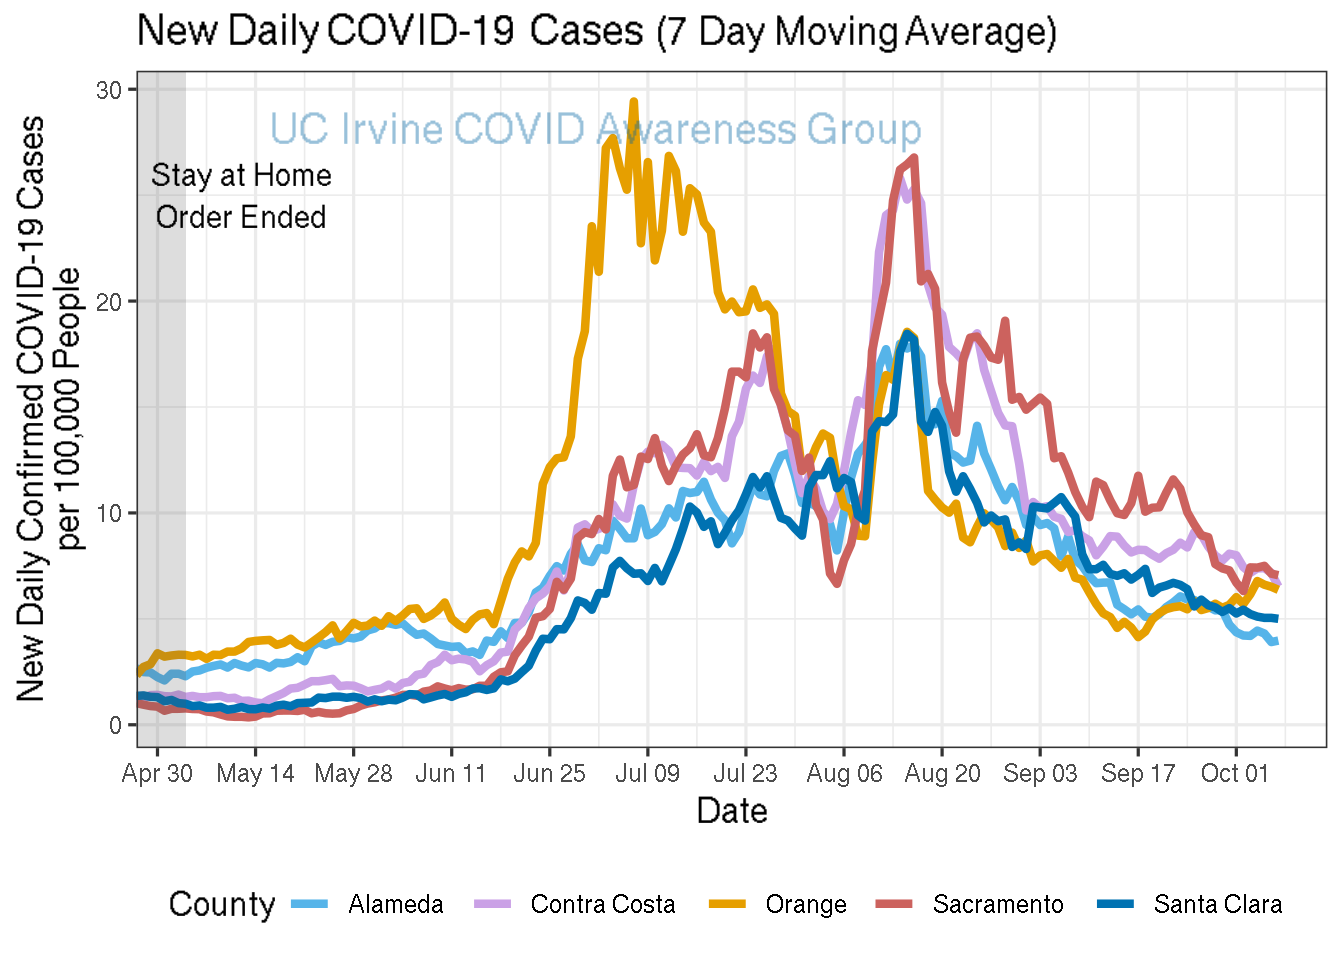 New Daily COVID-19 Cases (7 Day Moving Average)
UC Irvine COVID Awareness Group
Stay at Home
Order Ended
New Daily Confirmed COVID-19 Cases
per 100,000 People
30
20
10
0
Apr 30 May 14 May 28 Jun 11 Jun 25 Jul 09 Jul 23 Aug 06 Aug 20 Sep 03 Sep 17 Oct 01
Date
County Alameda Contra Costa Orange Sacramento Santa Clara